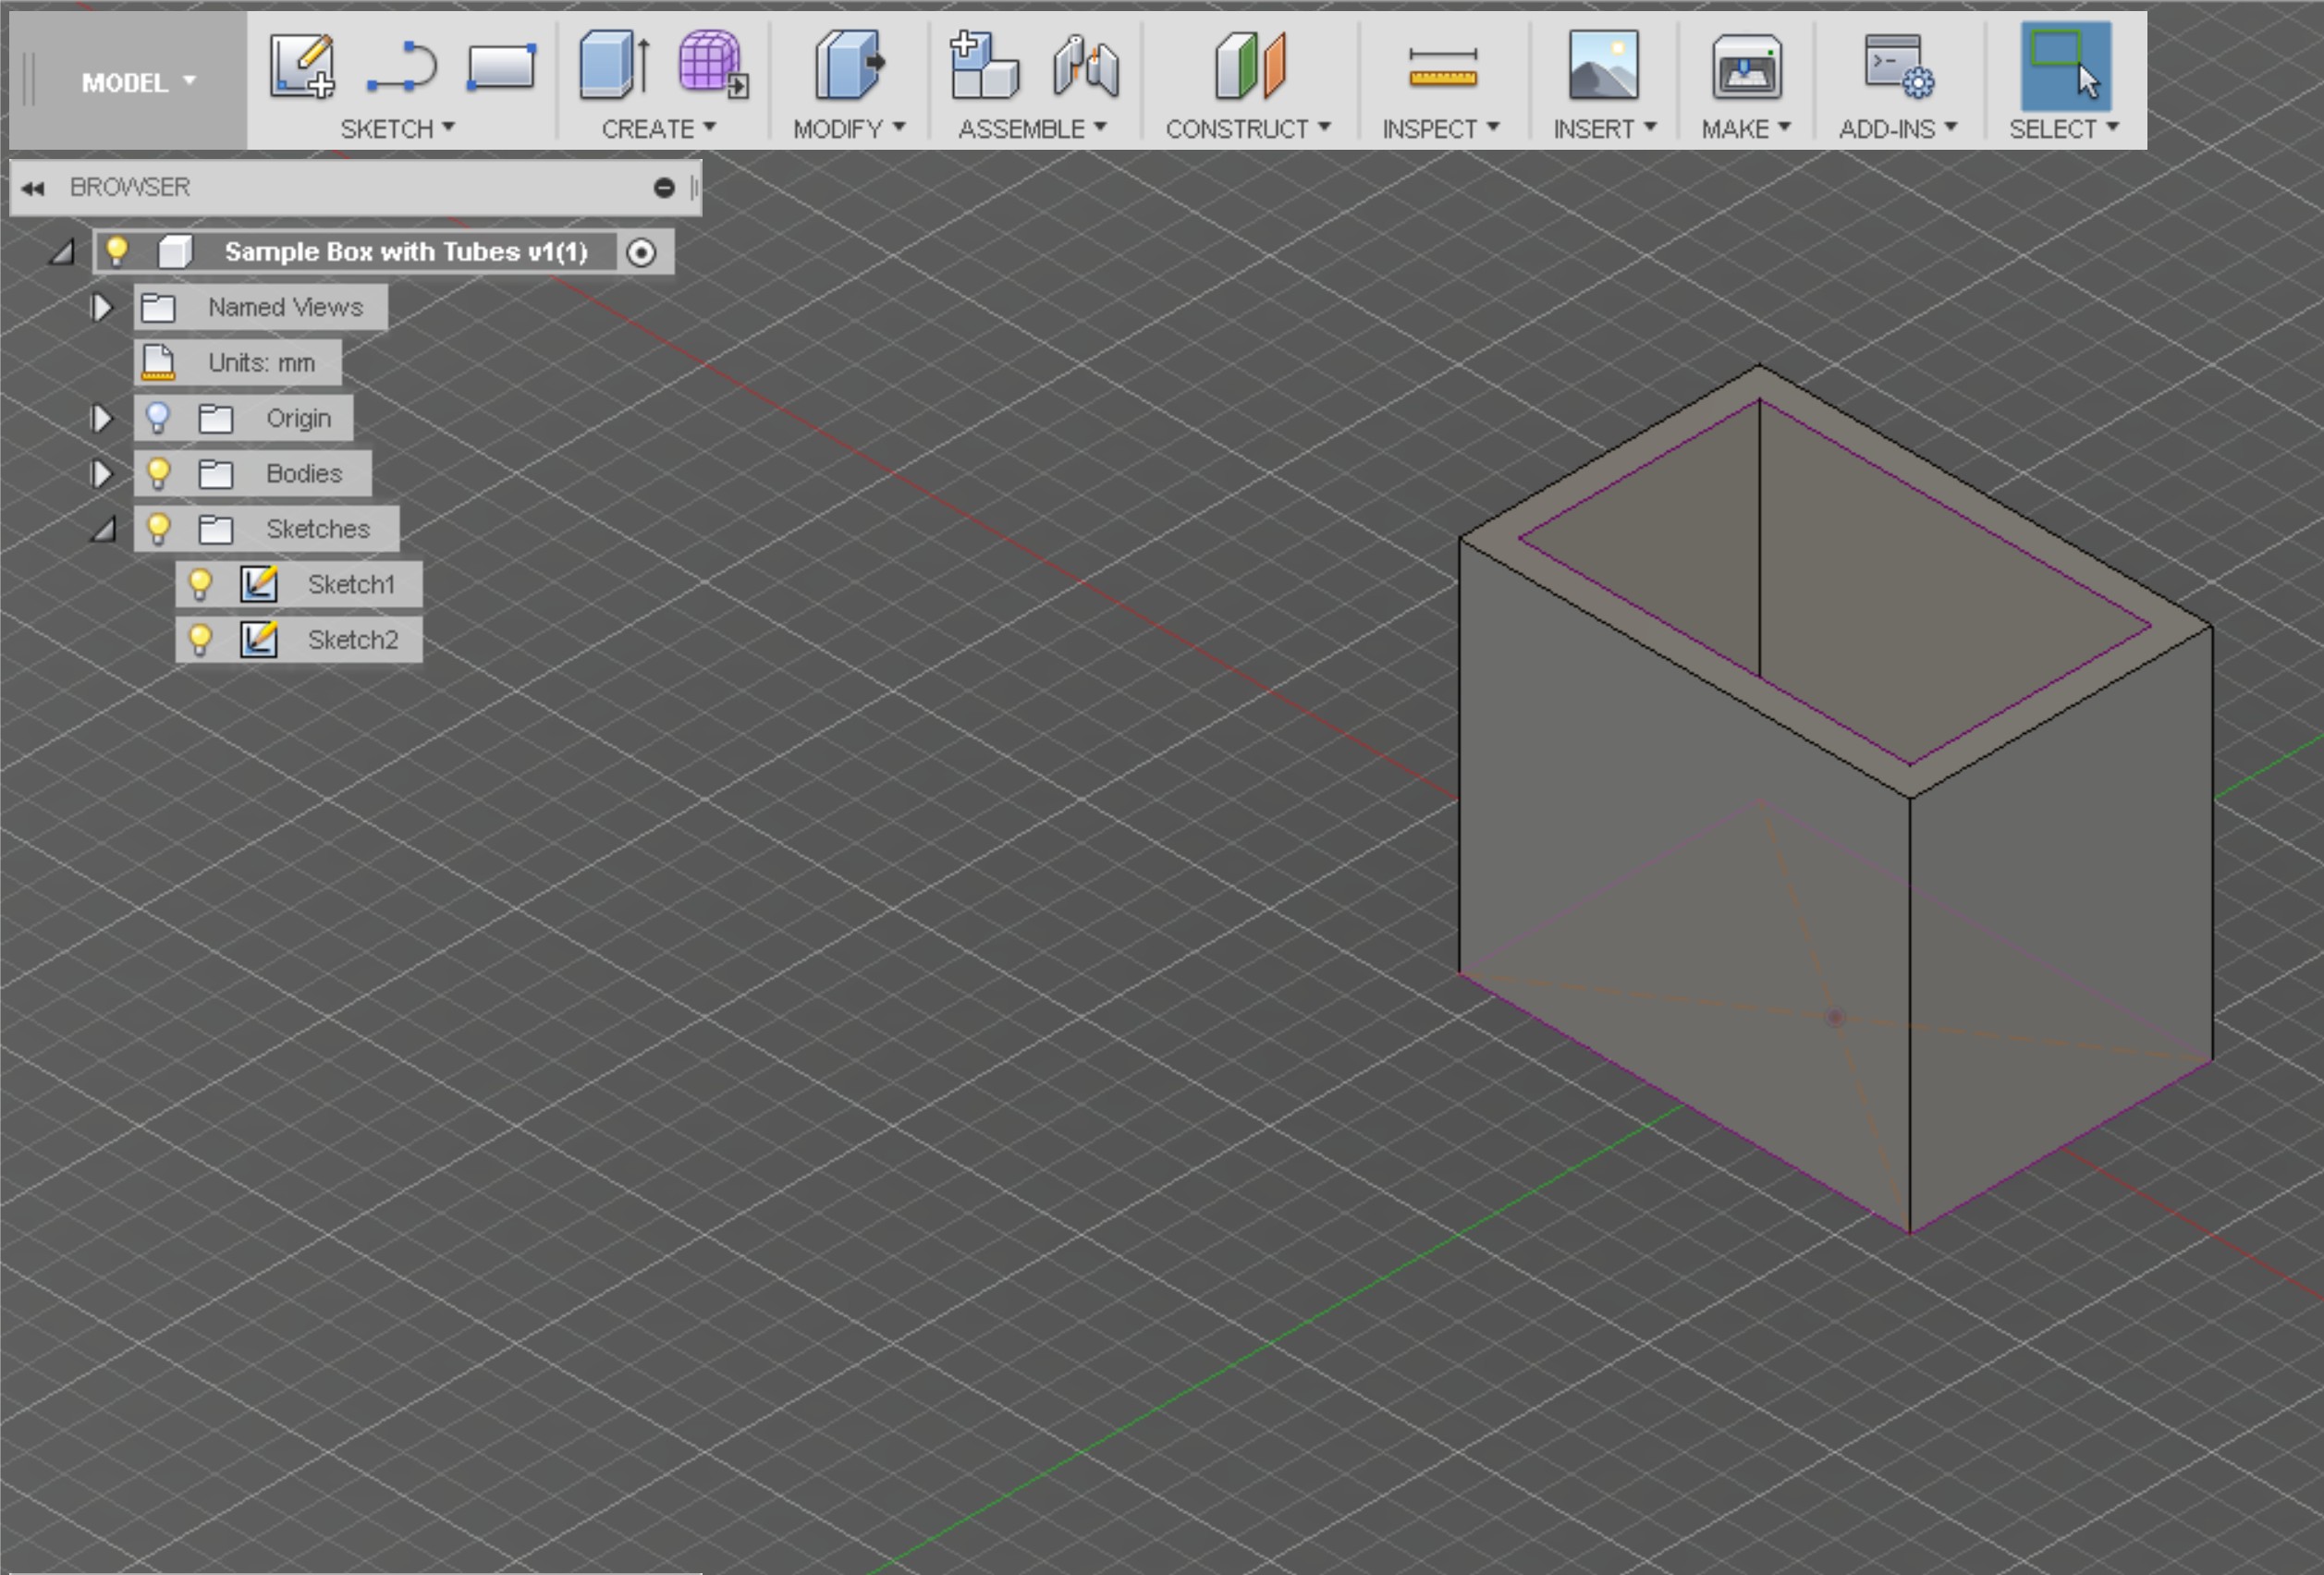 MODEL
SKETCH
CREATE
MODIFY
ASSEMBLE
CONSTRUCT
INSPECT
INSERT
MAKE
ADD-INS
SELECT
BROWSER
Sample Box with Tubes v1(1)
Named Views
Units: mm
Origin
Bodies
Sketches
Sketch1
Sketch2